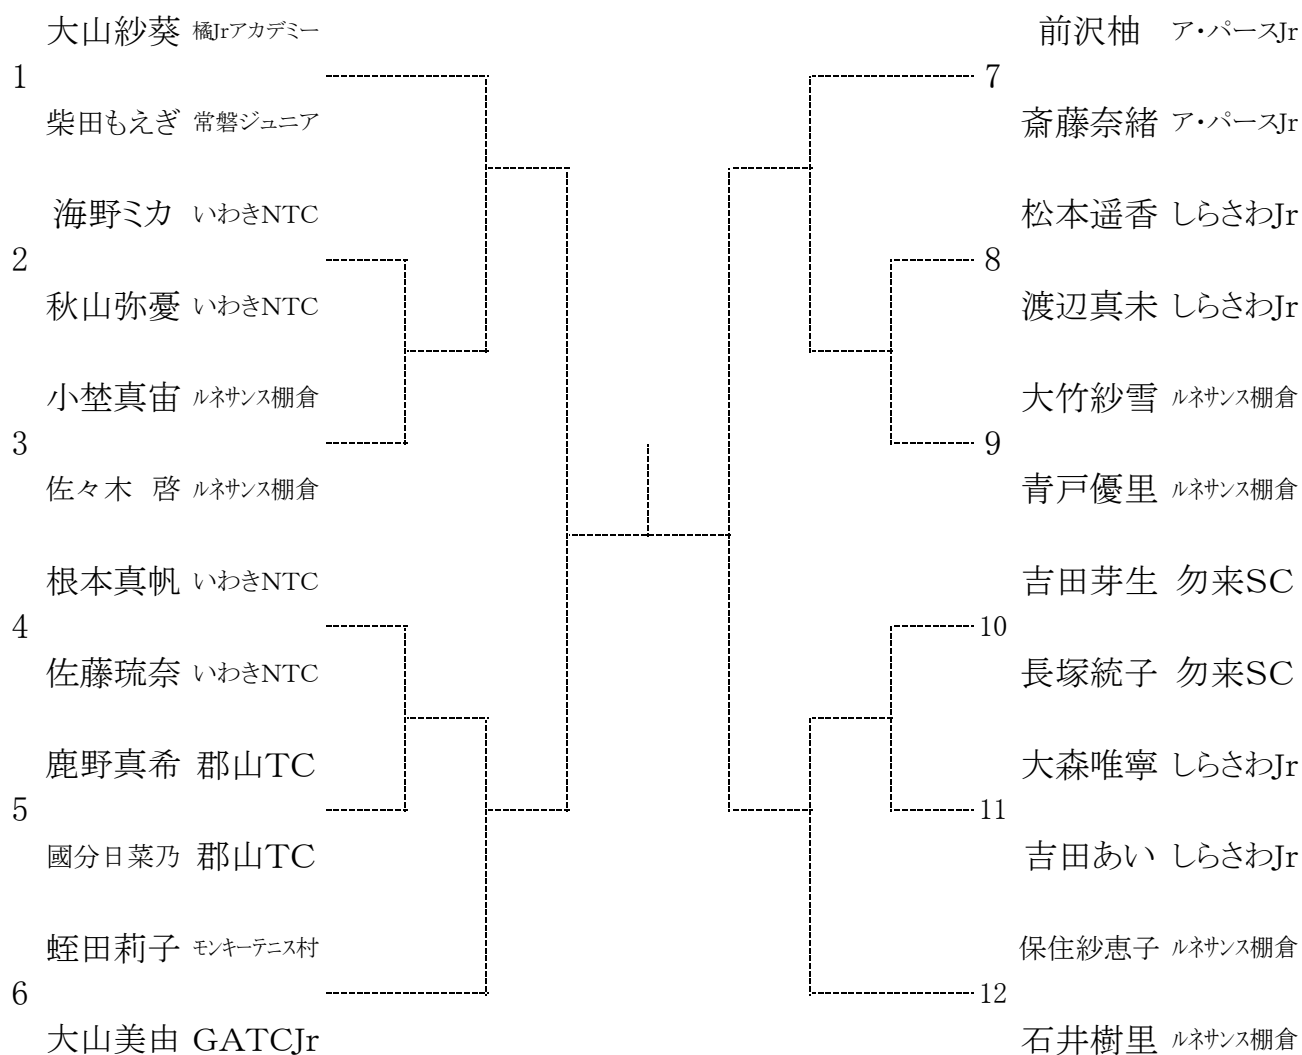 大山紗葵 橘Jrアカデミー
1
柴田もえぎ 常磐ジュニア
海野ミカ いわきNTC
2
秋山弥憂 いわきNTC
小埜真宙 ルネサンス棚倉
3
佐々木 啓 ルネサンス棚倉
根本真帆 いわきNTC
4
佐藤琉奈 いわきNTC
鹿野真希 郡山TC
5
國分日菜乃 郡山TC
蛭田莉子 モンキーテニス村
6
大山美由 GATCJr
前沢柚 ア・パースJr
7
斎藤奈緒 ア・パースJr
松本遥香 しらさわJr
8
渡辺真未 しらさわJr
大竹紗雪 ルネサンス棚倉
9
青戸優里 ルネサンス棚倉
吉田芽生 勿来SC
10
長塚統子 勿来SC
大森唯寧 しらさわJr
11
吉田あい しらさわJr
保住紗恵子 ルネサンス棚倉
12
石井樹里 ルネサンス棚倉